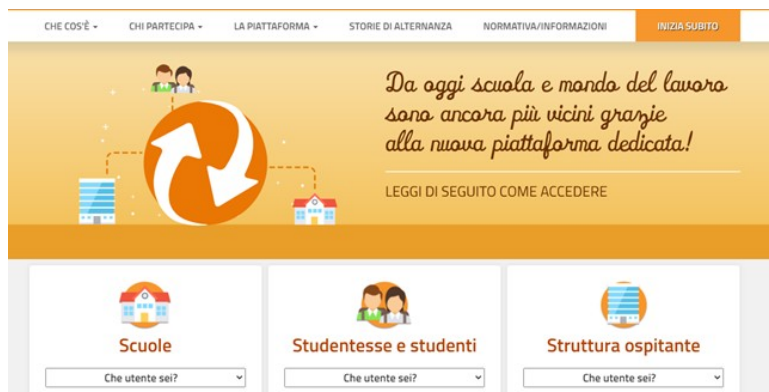 CHE COS'È
CHI PARTECIPA
LA PIATTAFORMA
STORIE DI ALTERNANZA
NORMATIVA/INFORMAZIONI
INIZIA SUBITO
Da oggi scuola e mondo del lavoro
sono ancora più vicini grazie
alla nuova piattaforma dedicata!
LEGGI DI SEGUITO COME ACCEDERE
Scuole
Che utente sei?
Studentesse e studenti
Che utente sei?
Struttura ospitante
Che utente sei?